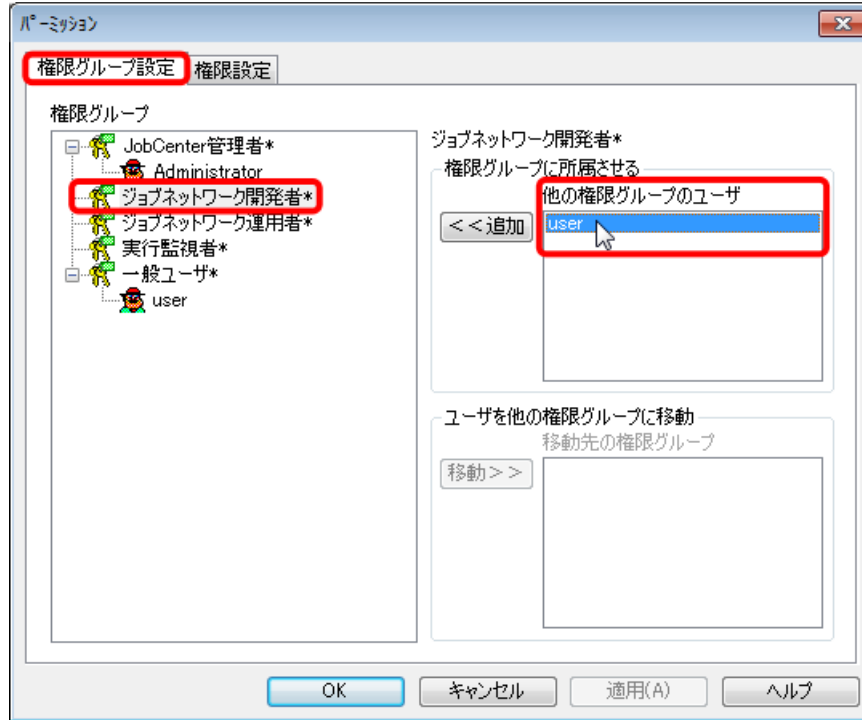 ﾊﾟｰﾐｯｼｮﾝ
権限グループ設定 権限設定
権限グループ
JobCenter管理者*
Administrator
ジョブネットワーク開発者*
ジョブネットワーク運用者*
実行監視者*
一般ユーザ*
user
ジョブネットワーク開発者*
権限グループに所属させる
他の権限グループのユーザ
<<追加
user
ユーザを他の権限グループに移動
移動先の権限グループ
移動>>
OK キャンセル 適用(A) ヘルプ